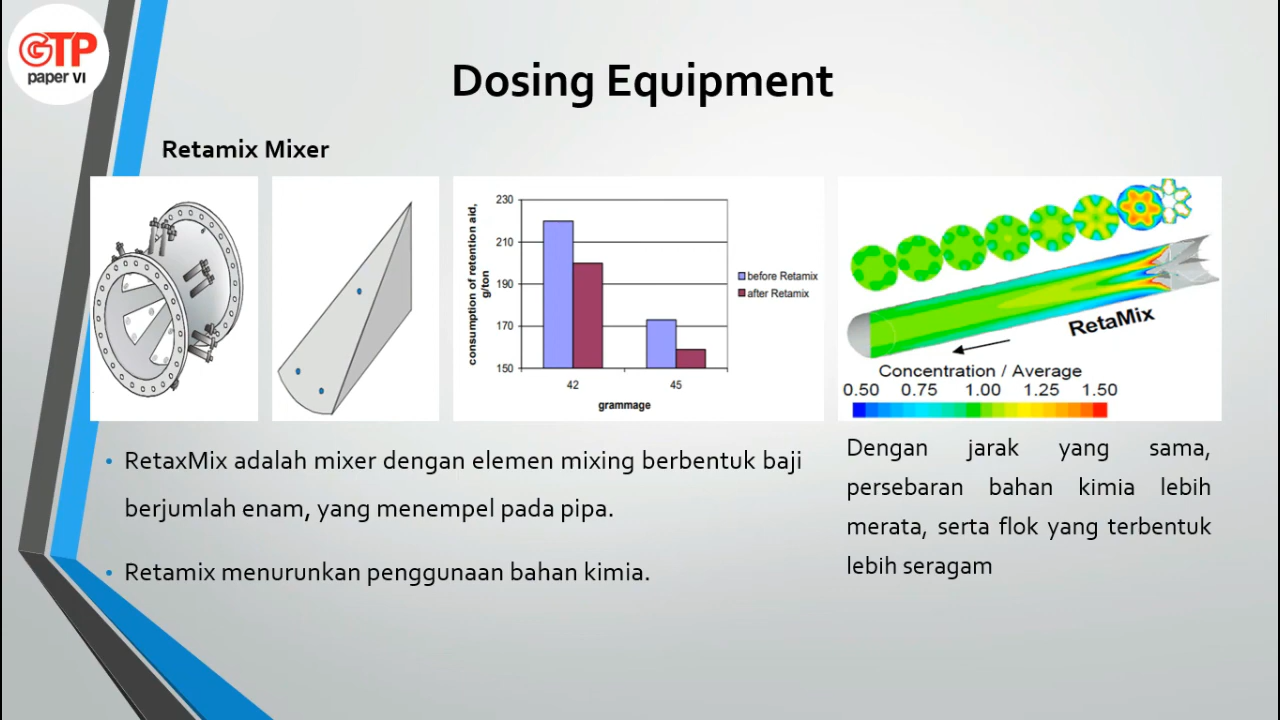 GTP
paper VI
Dosing Equipment
Retamix Mixer
consumption of retention aid,
g/ton
230
210
190
170
150
42
45
grammage
before Retamix
after Retamix
RetaMix
Concentration / Average
0.50 0.75 1.00 1.25 1.50
• RetaxMix adalah mixer dengan elemen mixing berbentuk baji
berjumlah enam, yang menempel pada pipa.
• Retamix menurunkan penggunaan bahan kimia.
Dengan jarak yang sama,
persebaran bahan kimia lebih
merata, serta flok yang terbentuk
lebih seragam